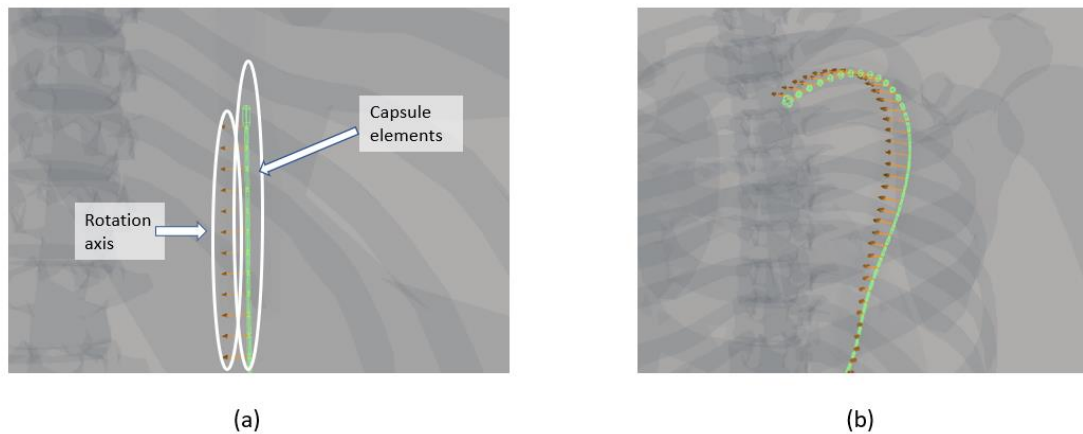 Capsule
elements
Rotation
axis
(a)
(b)